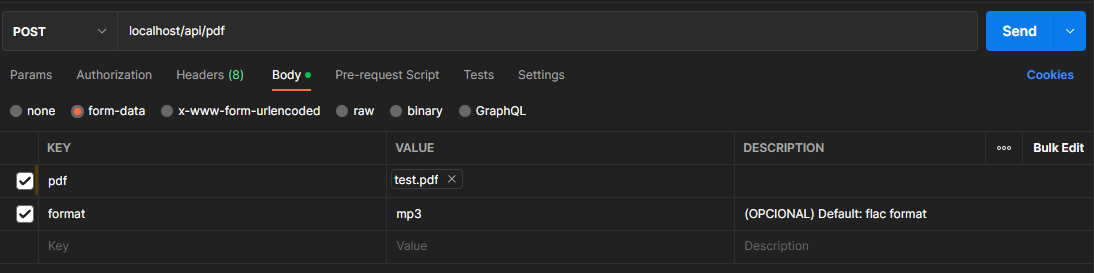 POST localhost/api/pdf Send
Params Authorization Headers (8) Body Pre-request Script Tests Settings Cookies
none form-data x-www-form-urlencoded raw binary GraphQL
KEY VALUE DESCRIPTION Bulk Edit
pdf test.pdf
format mp3 (OPCIONAL) Default: flac format
Key Value Description